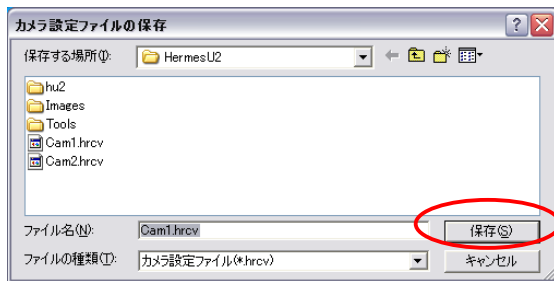 カメラ設定ファイルの保存
保存する場所(I): HermesU2
hu2
Images
Tools
Cam1.hrcv
Cam2.hrcv
ファイル名(N): Cam1.hrcv 保存(S)
ファイルの種類(T): カメラ設定ファイル(*.hrcv) キャンセル